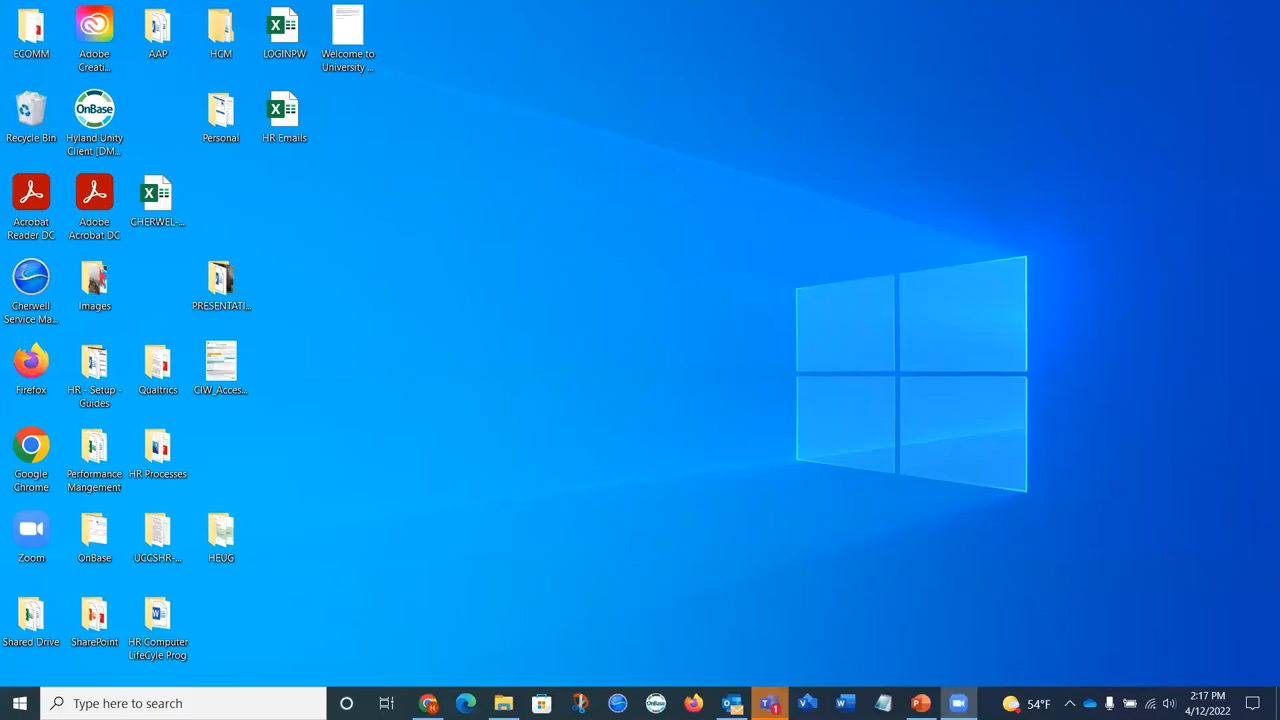 ECOMM
Adobe
Creati...
AAP
HCM
LOGINPW
Welcome to
University ...
Recycle Bin
OnBase
Hyland Unity
Client [DM...
Personal
HR Emails
Acrobat
Reader DC
Adobe
Acrobat DC
CHERWEL-...
Cherwell
Service Ma...
Images
PRESENTATI...
Firefox
HR - Setup -
Guides
Qualtrics
CIW_Acces...
Google
Chrome
Performance
Mangement
HR Processes
Zoom
OnBase
UCCSHR-...
HEUG
Shared Drive
SharePoint
HR Computer
LifeCyle Prog
Type here to search
54°F
2:17 PM
4/12/2022